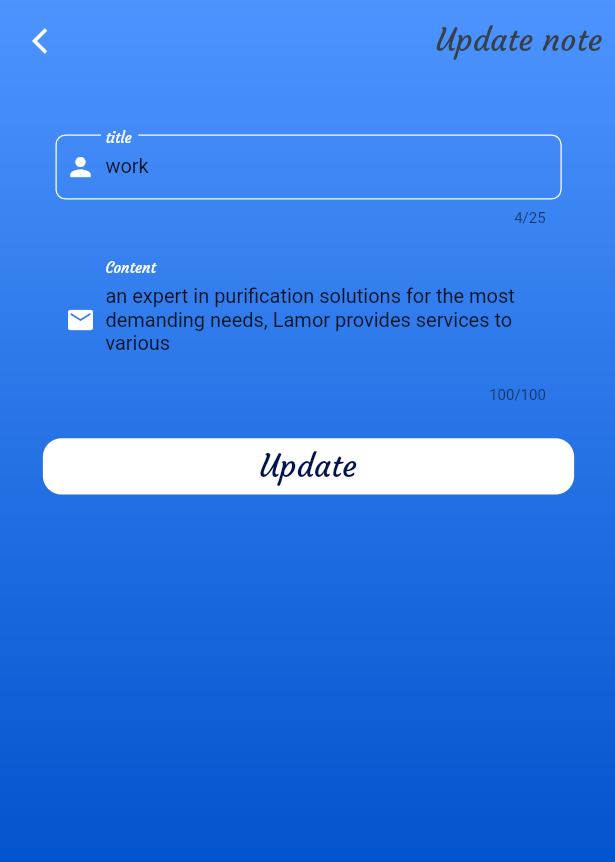 Update note
title
work
4/25
Content
an expert in purification solutions for the most
demanding needs, Lamor provides services to
various
100/100
Update